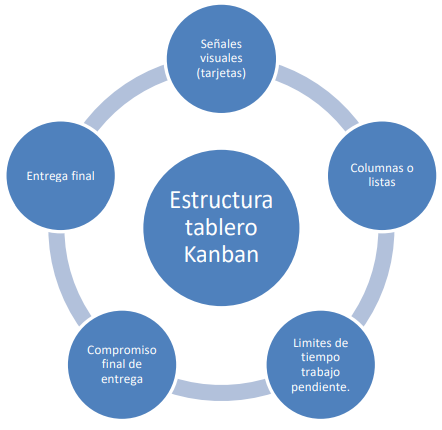 Señales
visuales
(tarjetas)
Columnas o
listas
Limites de
tiempo
trabajo
pendiente.
Compromiso
final de
entrega
Entrega final
Estructura
tablero
Kanban